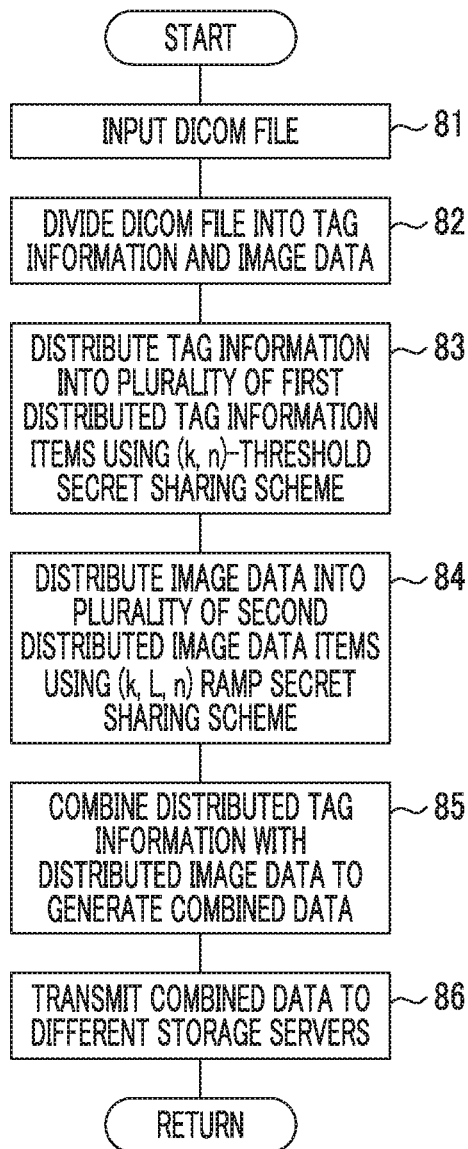 START
INPUT DICOM FILE
81
DIVIDE DICOM FILE INTO TAG
INFORMATION AND IMAGE DATA
82
DISTRIBUTE TAG INFORMATION
INTO PLURALITY OF FIRST
DISTRIBUTED TAG INFORMATION
ITEMS USING (k, n)-THRESHOLD
SECRET SHARING SCHEME
83
DISTRIBUTE IMAGE DATA INTO
PLURALITY OF SECOND
DISTRIBUTED IMAGE DATA ITEMS
USING (k, L, n) RAMP SECRET
SHARING SCHEME
84
COMBINE DISTRIBUTED TAG
INFORMATION WITH
DISTRIBUTED IMAGE DATA TO
GENERATE COMBINED DATA
85
TRANSMIT COMBINED DATA TO
DIFFERENT STORAGE SERVERS
86
RETURN